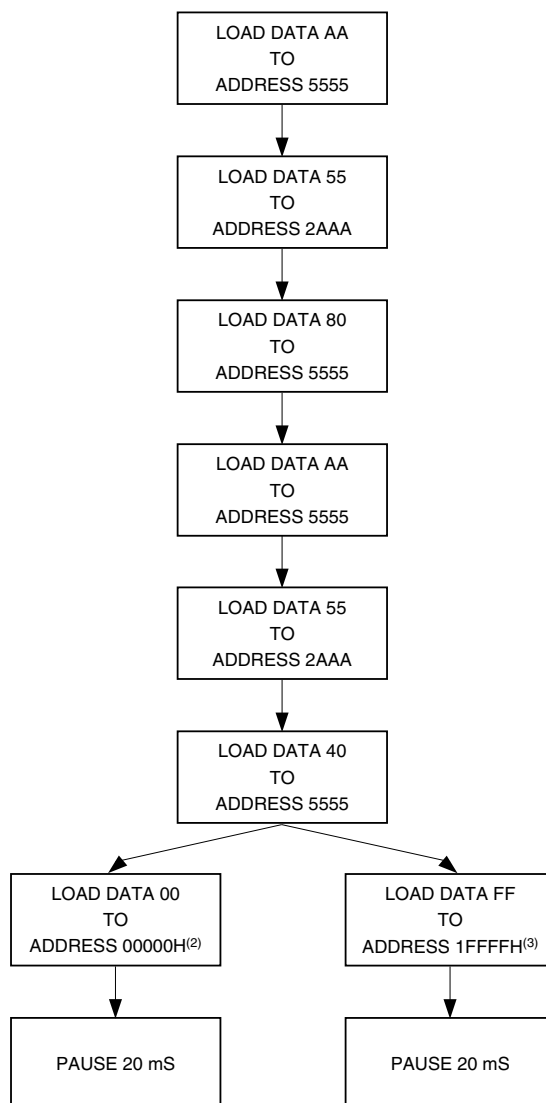 LOAD DATA AA
TO
ADDRESS 5555
LOAD DATA 55
TO
ADDRESS 2AAA
LOAD DATA 80
TO
ADDRESS 5555
LOAD DATA AA
TO
ADDRESS 5555
LOAD DATA 55
TO
ADDRESS 2AAA
LOAD DATA 40
TO
ADDRESS 5555
LOAD DATA 00
TO
ADDRESS 00000H(2)
PAUSE 20 mS
LOAD DATA FF
TO
ADDRESS 1FFFFH(3)
PAUSE 20 mS